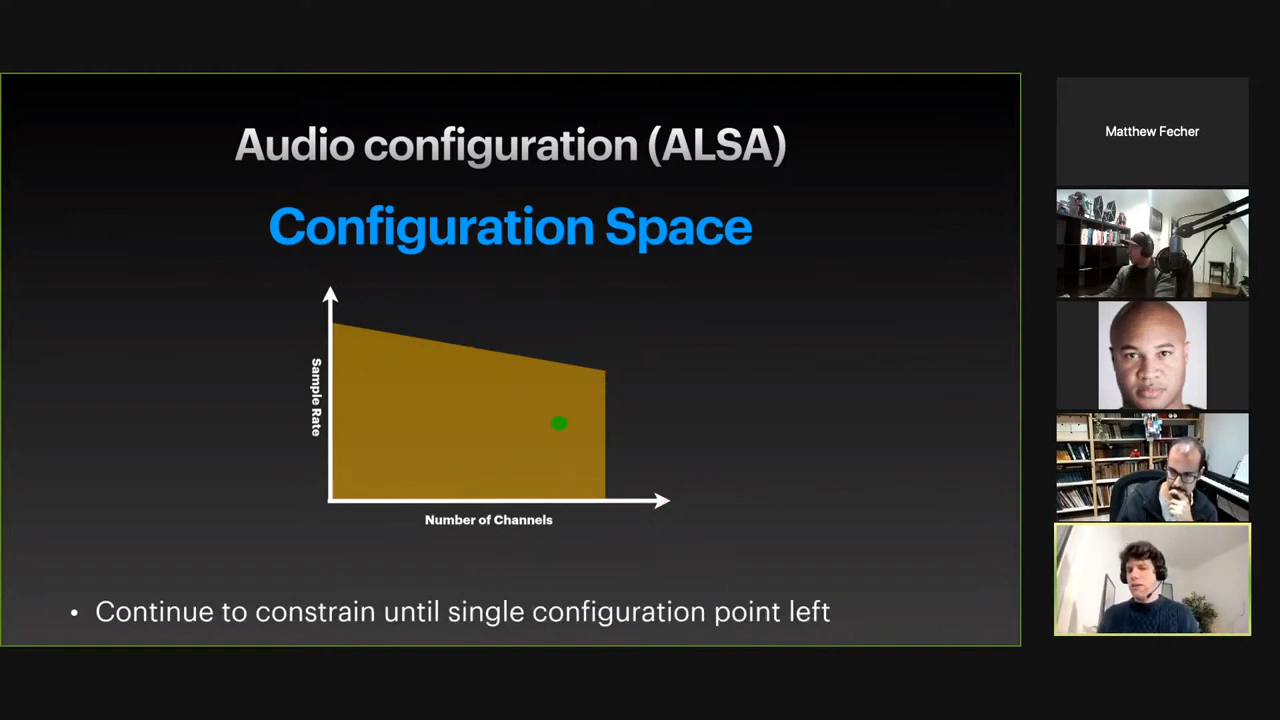 Audio configuration (ALSA)
Configuration Space
Sample Rate
Number of Channels
• Continue to constrain until single configuration point left
Matthew Fecher